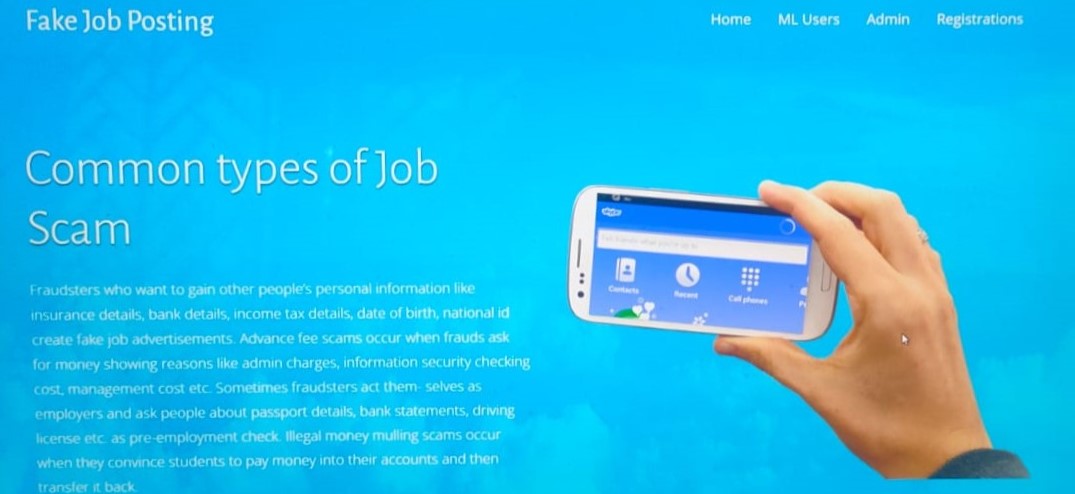 Fake Job Posting
Home ML Users Admin Registrations
Common types of Job
Scam
Fraudsters who want to gain other people's personal information like
insurance details, bank details, income tax details, date of birth, national id
create fake job advertisements. Advance fee scams occur when frauds ask
for money showing reasons like admin charges, information security checking
cost, management cost etc. Sometimes fraudsters act them- selves as
employers and ask people about passport details, bank statements, driving
license etc. as pre-employment check. Illegal money mulling scams occur
when they convince students to pay money into their accounts and then
transfer it back.
skype
Contacts
Recent
Call phones